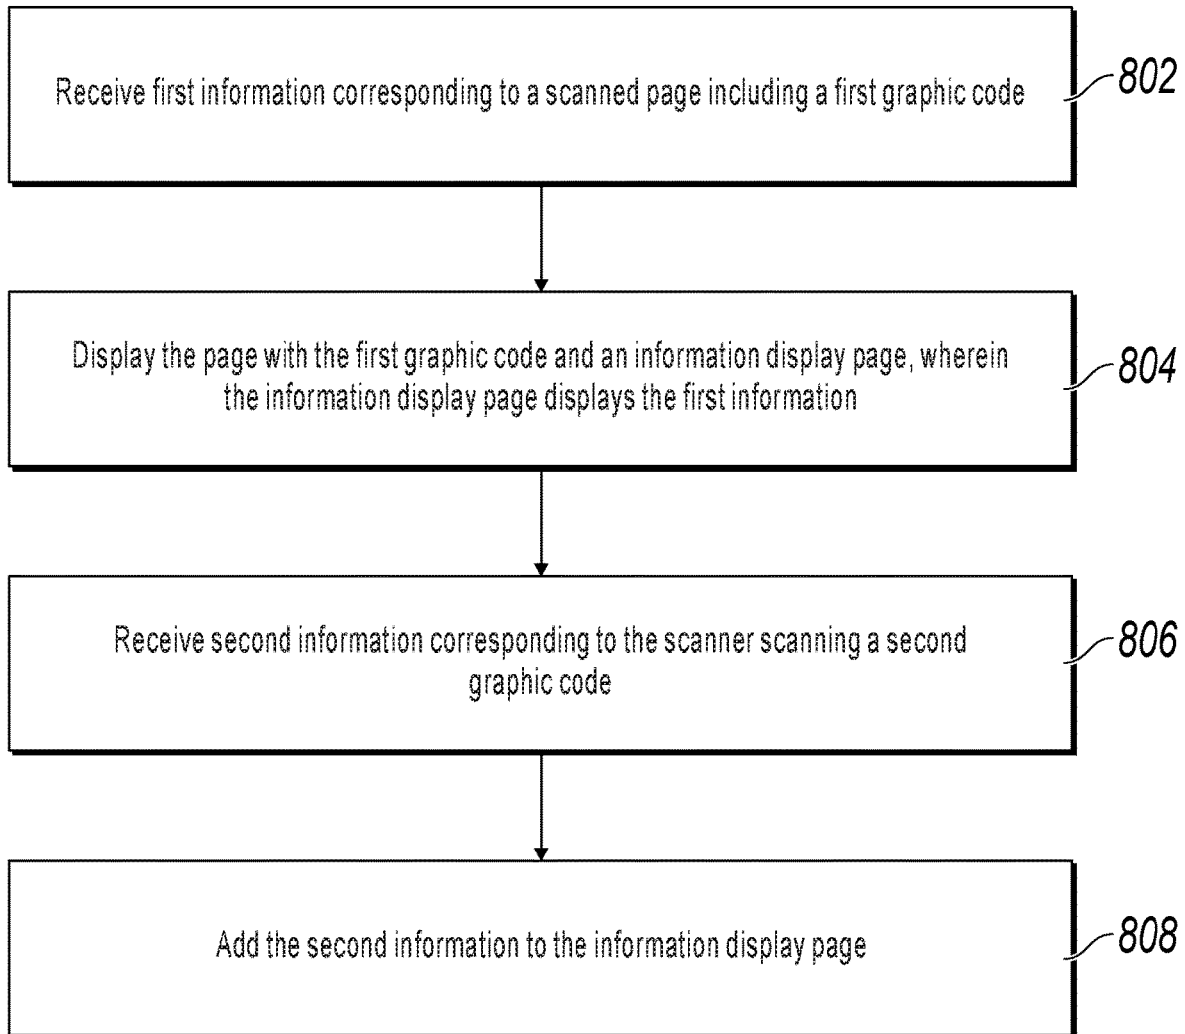 Receive first information corresponding to a scanned page including a first graphic code
802
Display the page with the first graphic code and an information display page, wherein
the information display page displays the first information
804
Receive second information corresponding to the scanner scanning a second
graphic code
806
Add the second information to the information display page
808